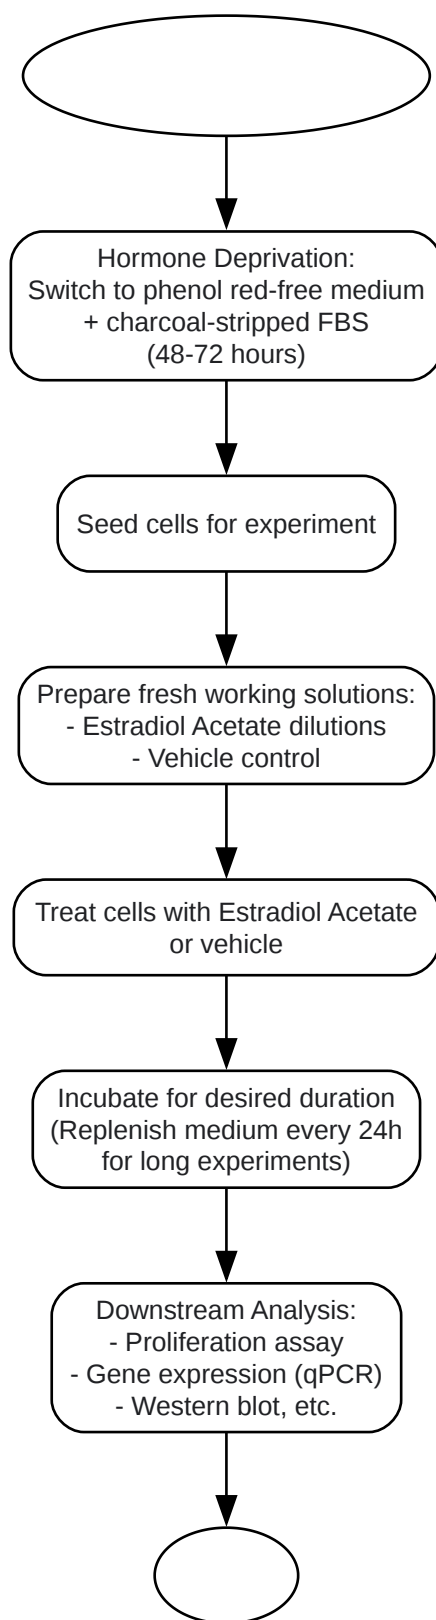 Hormone Deprivation:
Switch to phenol red-free medium
+ charcoal-stripped FBS
(48-72 hours)
Seed cells for experiment
Prepare fresh working solutions:
- Estradiol Acetate dilutions
- Vehicle control
Treat cells with Estradiol Acetate
or vehicle
Incubate for desired duration
(Replenish medium every 24h
for long experiments)
Downstream Analysis:
- Proliferation assay
- Gene expression (qPCR)
- Western blot, etc.